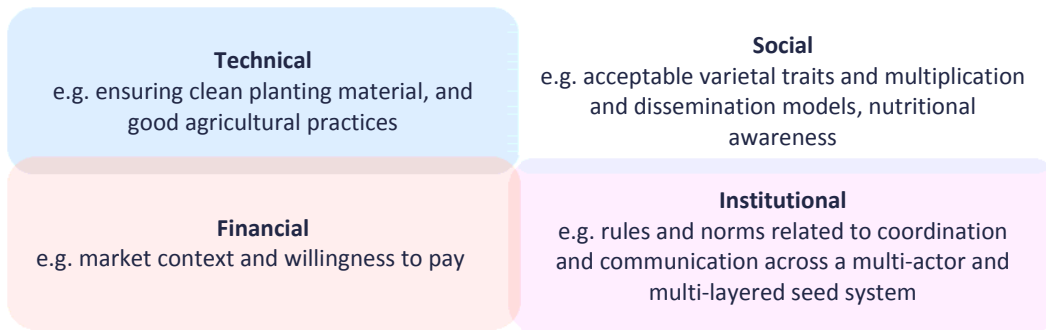 Technical
e.g. ensuring clean planting material, and
good agricultural practices
Social
e.g. acceptable varietal traits and multiplication
and dissemination models, nutritional
awareness
Financial
e.g. market context and willingness to pay
Institutional
e.g. rules and norms related to coordination
and communication across a multi-actor and
multi-layered seed system